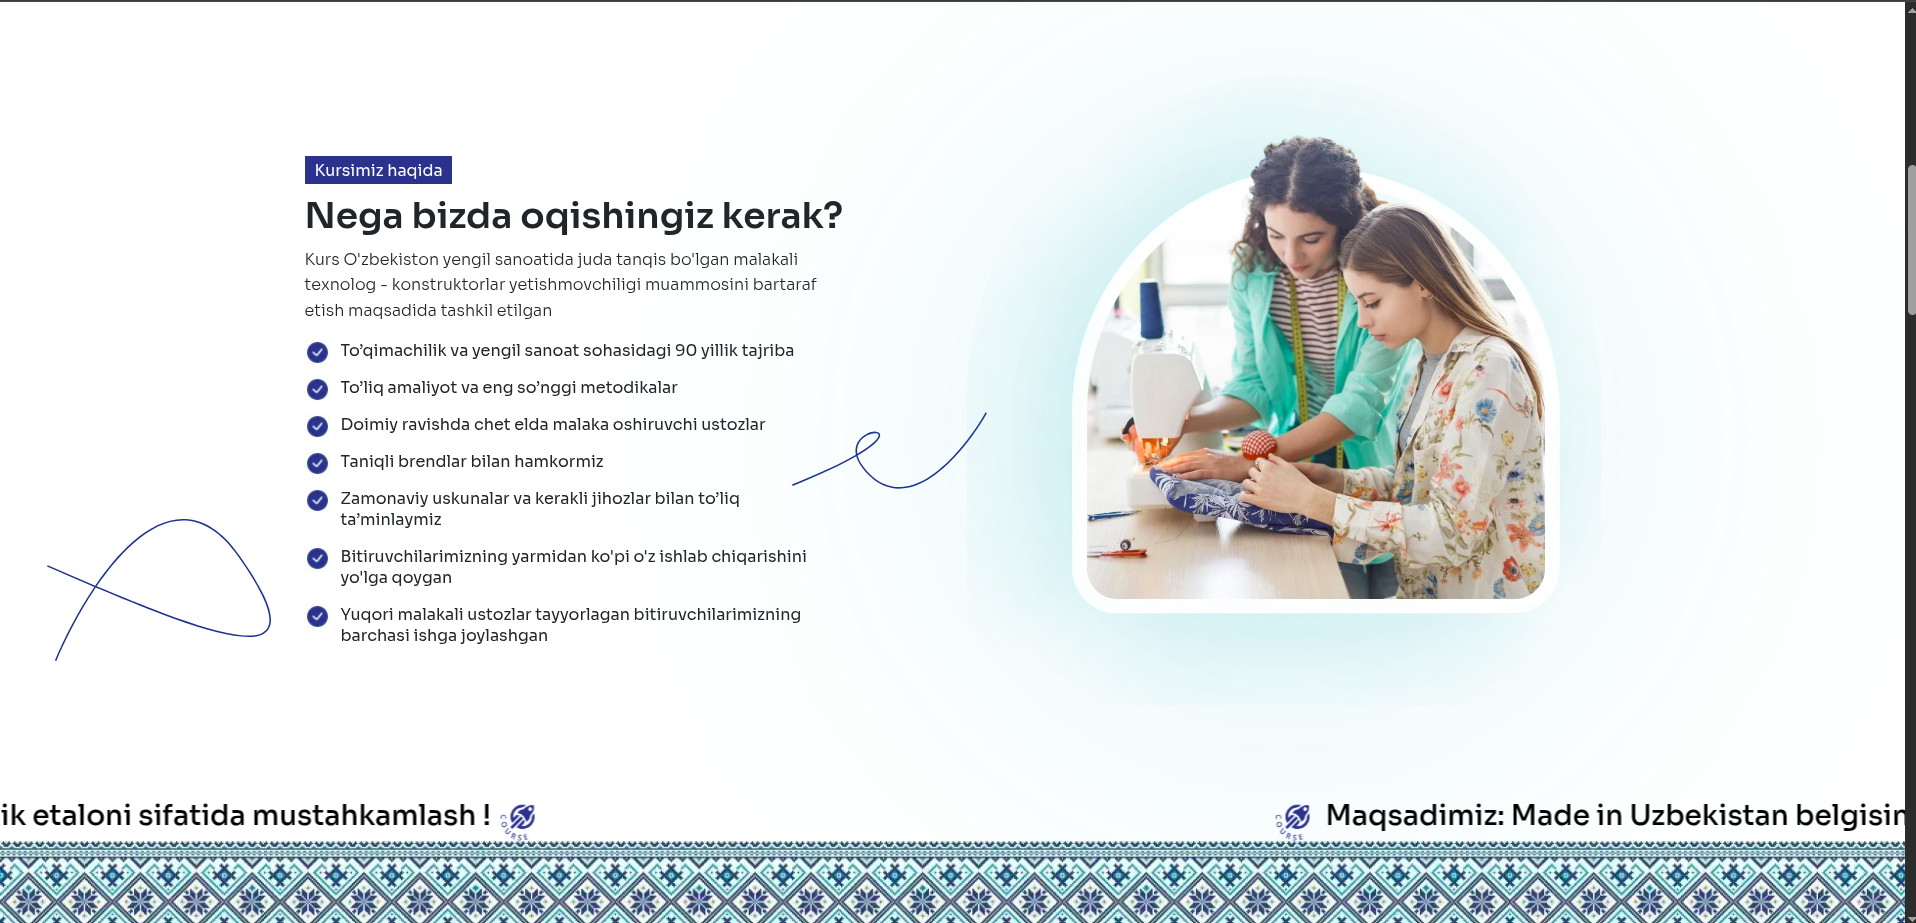 Kursimiz haqida
Nega bizda oqishingiz kerak?
Kurs O'zbekiston yengil sanoatida juda tanqis bo'lgan malakali
texnolog - konstruktorlar yetishmovchiligi muammosini bartaraf
etish maqsadida tashkil etilgan
To’qimachilik va yengil sanoat sohasidagi 90 yillik tajriba
To’liq amaliyot va eng so’nggi metodikalar
Doimiy ravishda chet elda malaka oshiruvchi ustozlar
Taniqli brendlar bilan hamkormiz
Zamonaviy uskunalar va kerakli jihozlar bilan to’liq
ta’minlaymiz
Bitiruvchilarimizning yarmidan ko'pi o'z ishlab chiqarishini
yo'lga qoygan
Yuqori malakali ustozlar tayyorlagan bitiruvchilarimizning
barchasi ishga joylashgan
ik etaloni sifatida mustahkamlash ! COURSE COURSE Maqsadimiz: Made in Uzbekistan belgisin